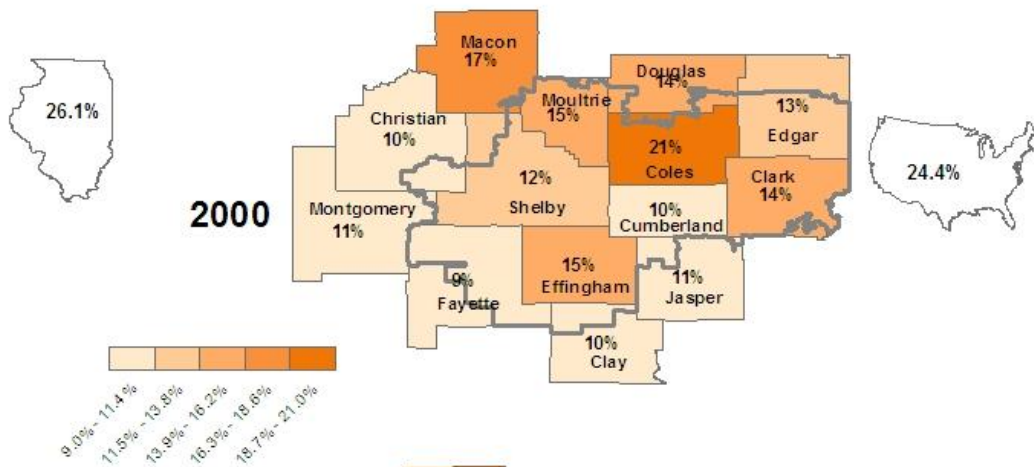 26.1%
Macon
17%
Douglas
14%
Moultrie
15%
13%
Edgar
Christian
10%
21%
Coles
24.4%
12%
Shelby
Clark
14%
2000
Montgomery
11%
10%
Cumberland
9%
Fayette
15%
Effingham
11%
Jasper
10%
Clay
9.0% - 11.4%
11.5% - 13.8%
13.9% - 16.2%
16.3% - 18.6%
18.7% - 21.0%